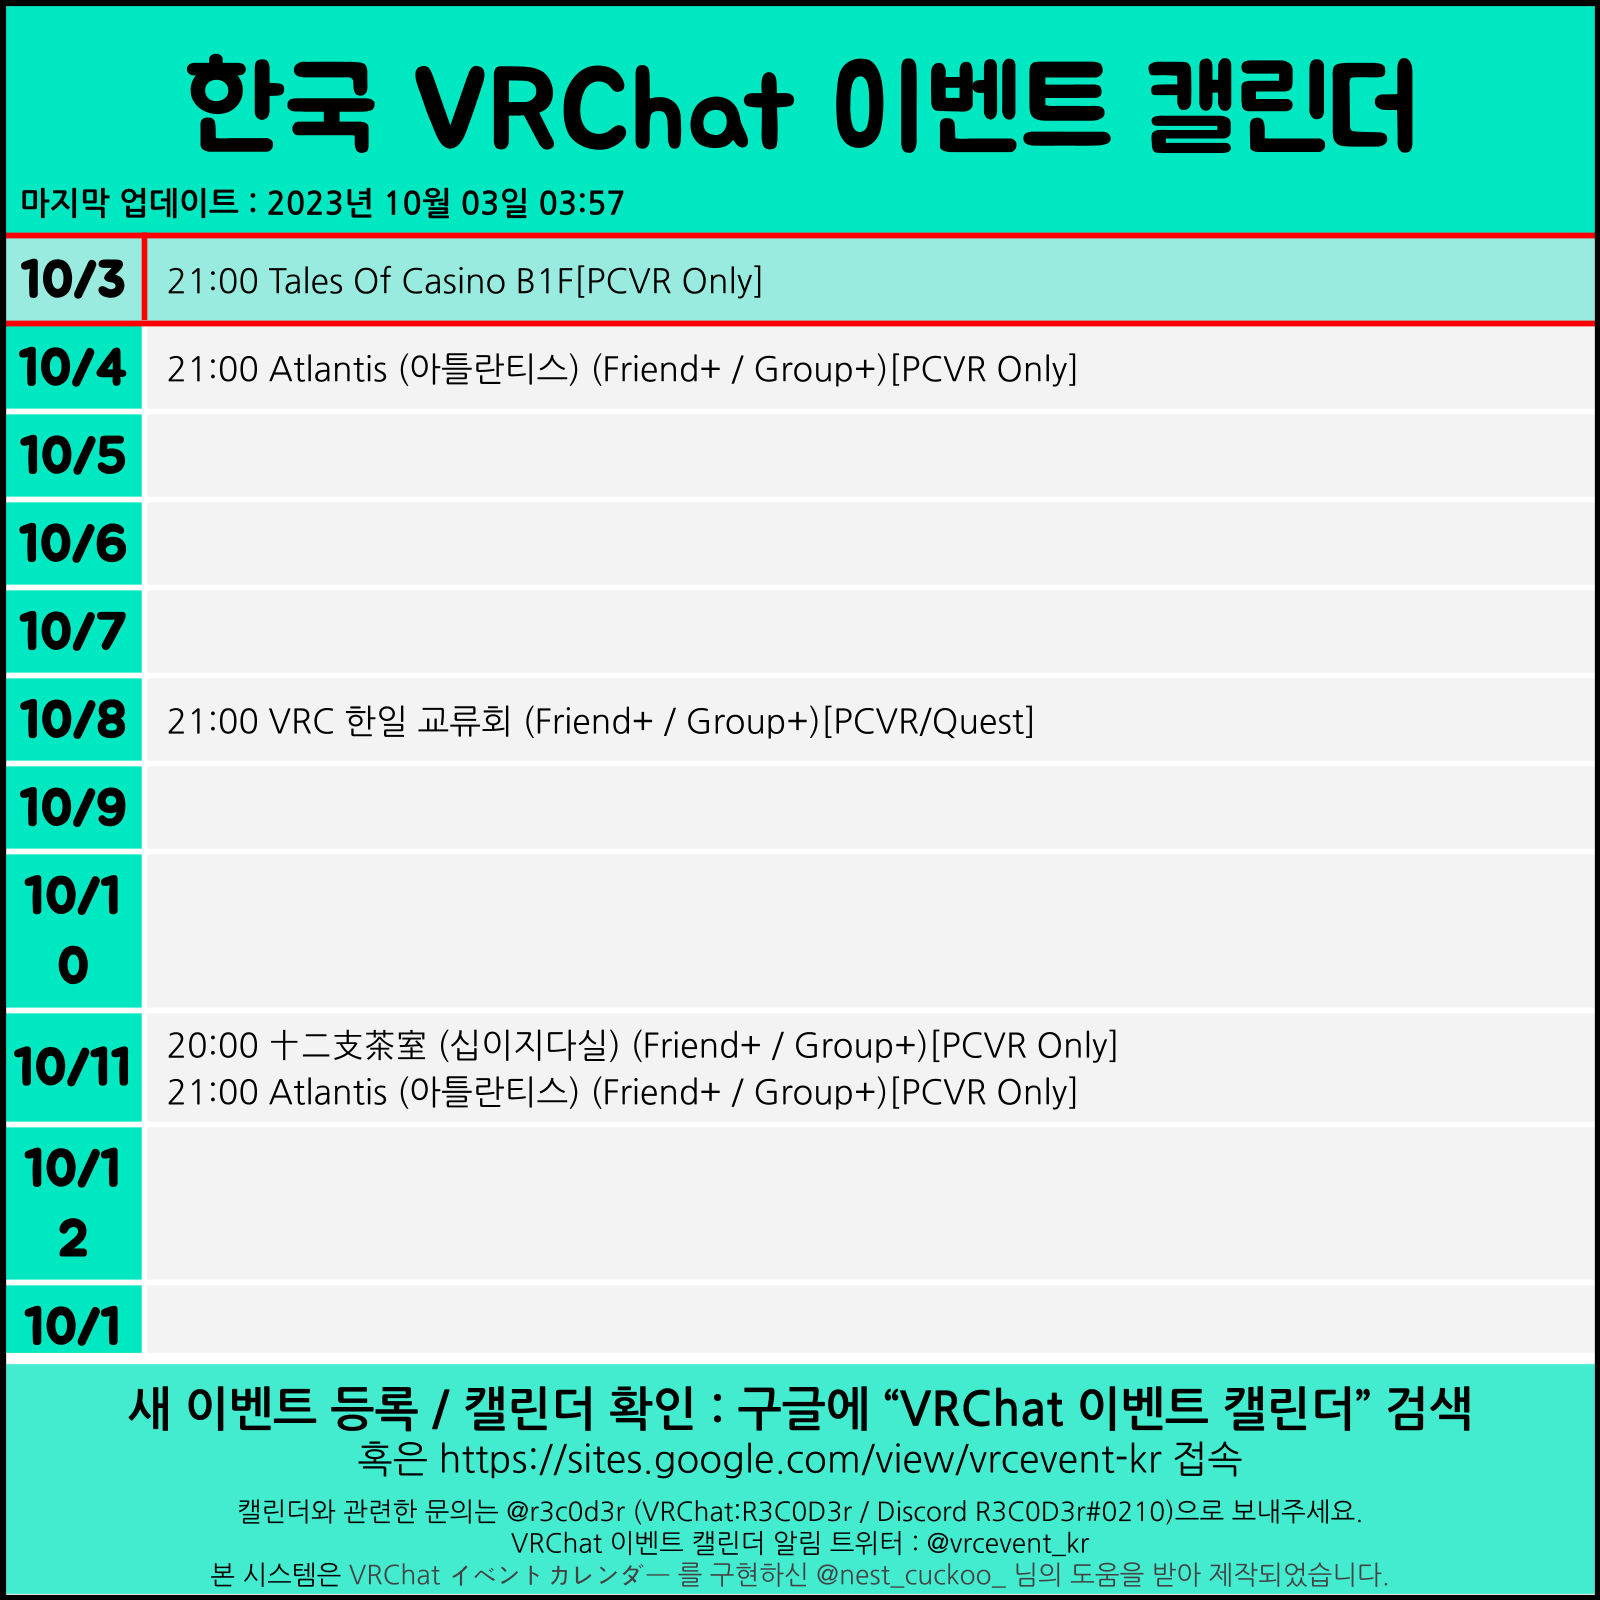 한국 VRChat 이벤트 캘린더
마지막 업데이트 : 2023년 10월 03일 03:57
10/3
21:00 Tales Of Casino B1F[PCVR Only]
10/4
21:00 Atlantis (아틀란티스) (Friend+ / Group+)[PCVR Only]
10/5
10/6
10/7
10/8
21:00 VRC 한일 교류회 (Friend+ / Group+)[PCVR/Quest]
10/9
10/1
0
10/11
20:00 十二支茶室 (십이지다실) (Friend+ / Group+)[PCVR Only]
21:00 Atlantis (아틀란티스) (Friend+ / Group+)[PCVR Only]
10/1
2
10/1
새 이벤트 등록 / 캘린더 확인 : 구글에 “VRChat 이벤트 캘린더” 검색
혹은 https://sites.google.com/view/vrcevent-kr 접속
캘린더와 관련한 문의는 @r3c0d3r (VRChat:R3C0D3r / Discord R3C0D3r#0210)으로 보내주세요.
VRChat 이벤트 캘린더 알림 트위터 : @vrcevent_kr
본 시스템은 VRChat イベントカレンダー 를 구현하신 @nest_cuckoo_ 님의 도움을 받아 제작되었습니다.